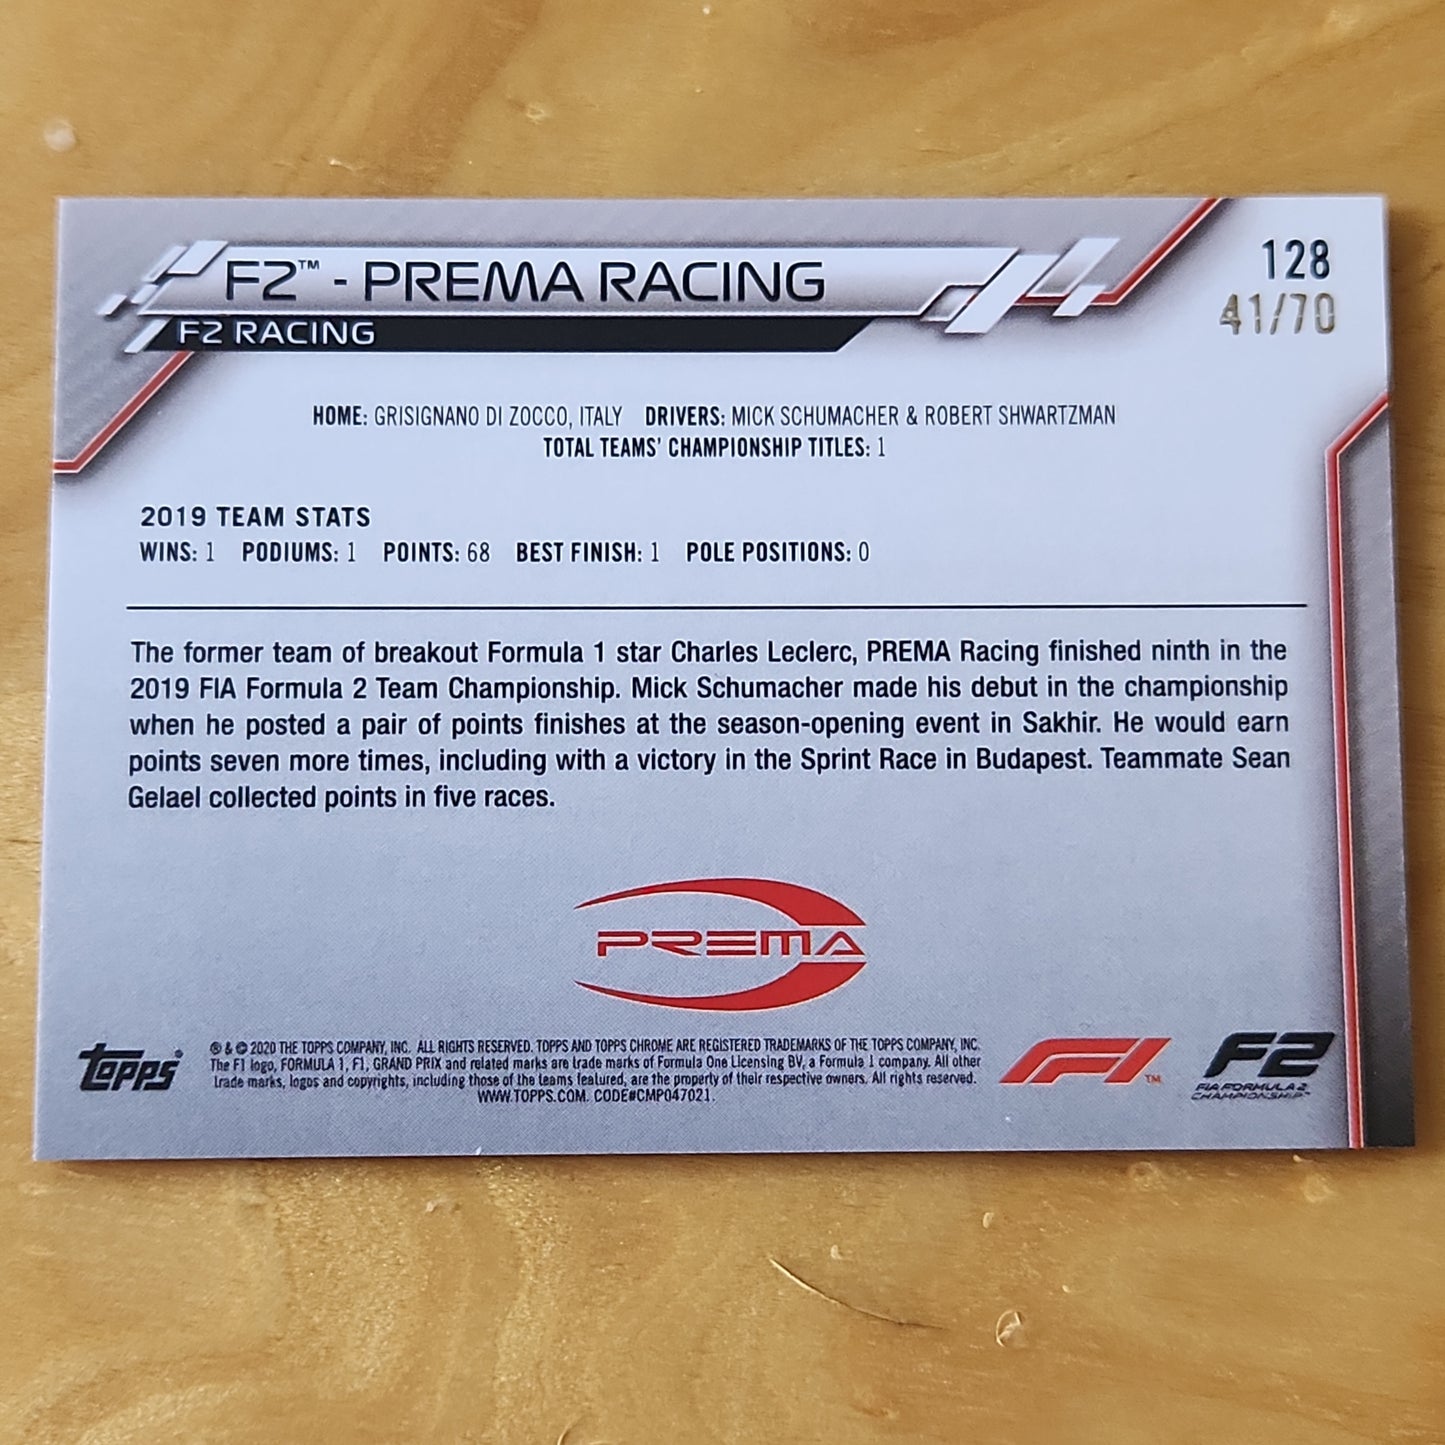 128
41/70
F2™ - PREMA RACING
F2 RACING
HOME: GRISIGNANO DI ZOCCO, ITALY DRIVERS: MICK SCHUMACHER & ROBERT SHWARTZMAN
TOTAL TEAMS' CHAMPIONSHIP TITLES: 1
2019 TEAM STATS
WINS: 1 PODIUMS: 1 POINTS: 68 BEST FINISH: 1 POLE POSITIONS: 0
The former team of breakout Formula 1 star Charles Leclerc, PREMA Racing finished ninth in the
2019 FIA Formula 2 Team Championship. Mick Schumacher made his debut in the championship
when he posted a pair of points finishes at the season-opening event in Sakhir. He would earn
points seven more times, including with a victory in the Sprint Race in Budapest. Teammate Sean
Gelael collected points in five races.
PREMA
topps®
® & © 2020 THE TOPPS COMPANY, INC. ALL RIGHTS RESERVED. TOPPS AND TOPPS CHROME ARE REGISTERED TRADEMARKS OF THE TOPPS COMPANY, INC.
The F1 logo, FORMULA 1, F1, GRAND PRIX and related marks are trade marks of Formula One Licensing BV, a Formula 1 company. All other
trade marks, logos and copyrights, including those of the teams featured, are the property of their respective owners. All rights reserved.
WWW.TOPPS.COM. CODE#CMP047021.
F1™
F2
FIA FORMULA 2
CHAMPIONSHIP™